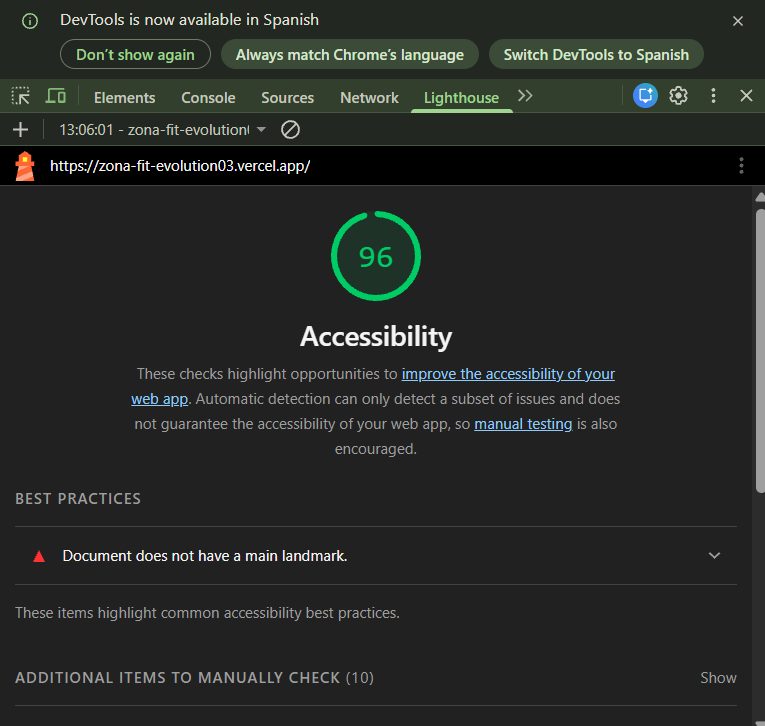 DevTools is now available in Spanish
Don't show again
Always match Chrome's language
Switch DevTools to Spanish
Elements
Console
Sources
Network
Lighthouse
13:06:01 - zona-fit-evolution
https://zona-fit-evolution03.vercel.app/
96
Accessibility
These checks highlight opportunities to improve the accessibility of your
web app. Automatic detection can only detect a subset of issues and does
not guarantee the accessibility of your web app, so manual testing is also
encouraged.
BEST PRACTICES
Document does not have a main landmark.
These items highlight common accessibility best practices.
ADDITIONAL ITEMS TO MANUALLY CHECK (10)
Show